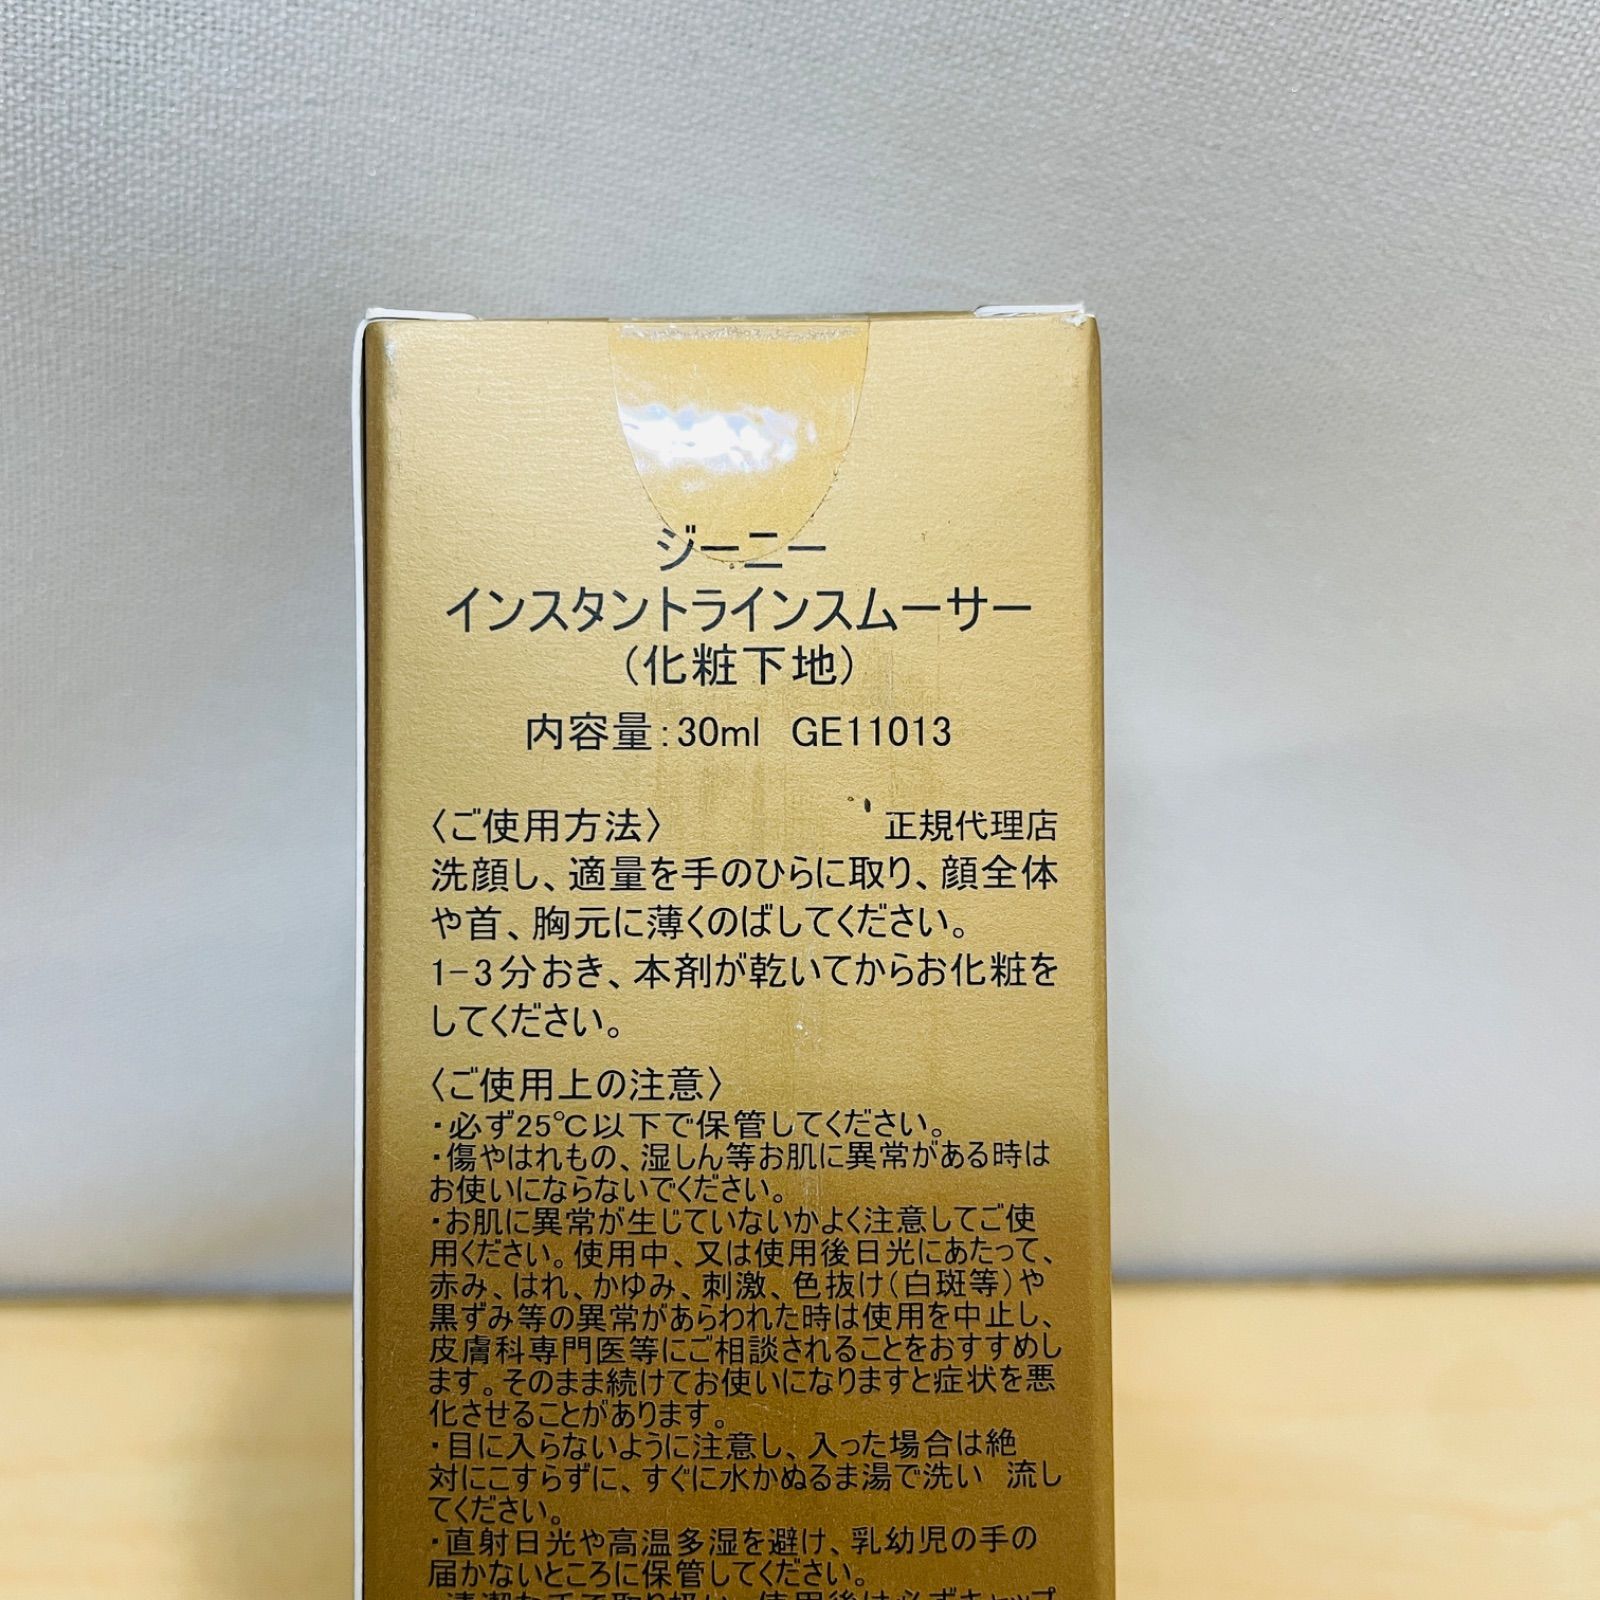 ジーニー
インスタントラインスムーサー
(化粧下地)
内容量:30ml GE11013
〈ご使用方法〉 正規代理店
洗顔し、適量を手のひらに取り、顔全体
や首、胸元に薄くのばしてください。
1-3分おき、本剤が乾いてからお化粧を
してください。
〈ご使用上の注意〉
・必ず25℃以下で保管してください。
・傷やはれもの、湿しん等お肌に異常がある時は
お使いにならないでください。
・お肌に異常が生じていないかよく注意してご使
用ください。使用中、又は使用後日光にあたって、
赤み、はれ、かゆみ、刺激、色抜け(白斑等)や
黒ずみ等の異常があらわれた時は使用を中止し、
皮膚科専門医等にご相談されることをおすすめし
ます。そのまま続けてお使いになりますと症状を悪
化させることがあります。
・目に入らないように注意し、入った場合は絶
対にこすらずに、すぐに水かぬるま湯で洗い 流し
てください。
・直射日光や高温多湿を避け、乳幼児の手の
届かないところに保管してください。